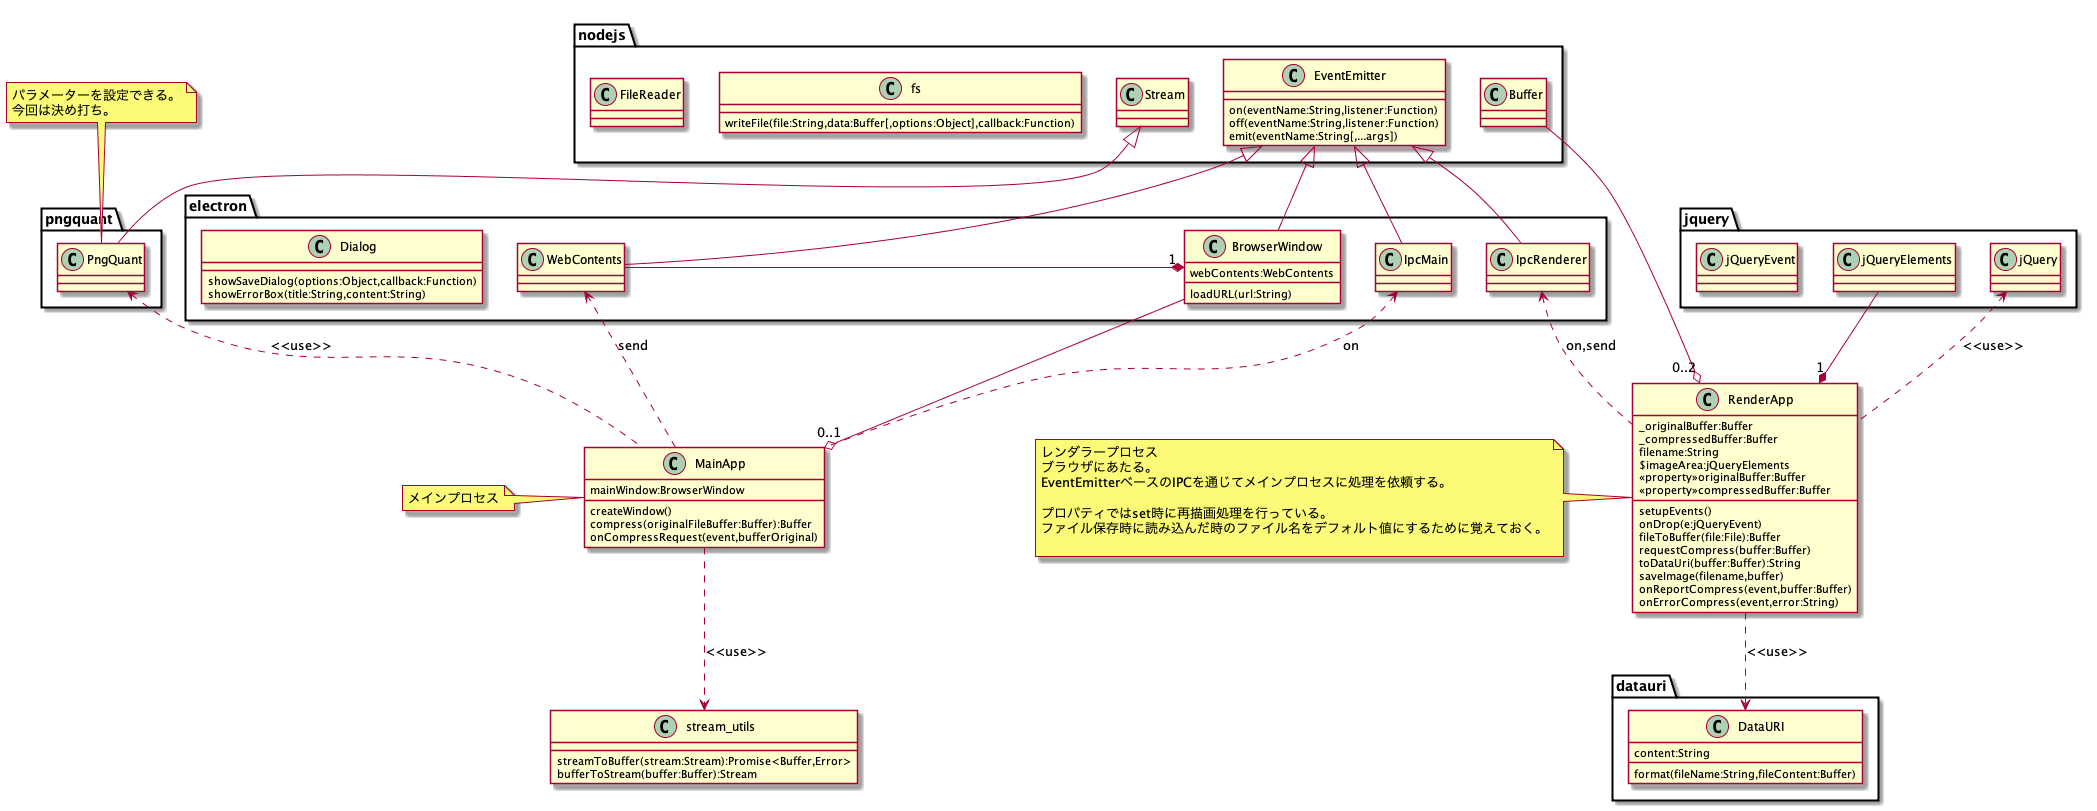 nodejs
C FileReader
C fs
writeFile(file:String,data:Buffer[,options:Object],callback:Function)
C Stream
C EventEmitter
on(eventName:String,listener:Function)
off(eventName:String,listener:Function)
emit(eventName:String[,...args])
C Buffer
パラメーターを設定できる。
今回は決め打ち。
pngquant
C PngQuant
electron
C Dialog
showSaveDialog(options:Object,callback:Function)
showErrorBox(title:String,content:String)
C WebContents
1
C BrowserWindow
webContents:WebContents
loadURL(url:String)
C IpcMain
C IpcRenderer
jquery
C jQueryEvent
C jQueryElements
C jQuery
<<use>>
send
on
on,send
<<use>>
0..2
1
0..1
C MainApp
mainWindow:BrowserWindow
createWindow()
compress(originalFileBuffer:Buffer):Buffer
onCompressRequest(event,bufferOriginal)
メインプロセス
レンダラープロセス
ブラウザにあたる。
EventEmitterベースのIPCを通じてメインプロセスに処理を依頼する。
プロパティではset時に再描画処理を行っている。
ファイル保存時に読み込んだ時のファイル名をデフォルト値にするために覚えておく。
C RenderApp
_originalBuffer:Buffer
_compressedBuffer:Buffer
filename:String
$imageArea:jQueryElements
«property»originalBuffer:Buffer
«property»compressedBuffer:Buffer
setupEvents()
onDrop(e:jQueryEvent)
fileToBuffer(file:File):Buffer
requestCompress(buffer:Buffer)
toDataUri(buffer:Buffer):String
saveImage(filename,buffer)
onReportCompress(event,buffer:Buffer)
onErrorCompress(event,error:String)
<<use>>
<<use>>
C stream_utils
streamToBuffer(stream:Stream):Promise<Buffer,Error>
bufferToStream(buffer:Buffer):Stream
datauri
C DataURI
content:String
format(fileName:String,fileContent:Buffer)